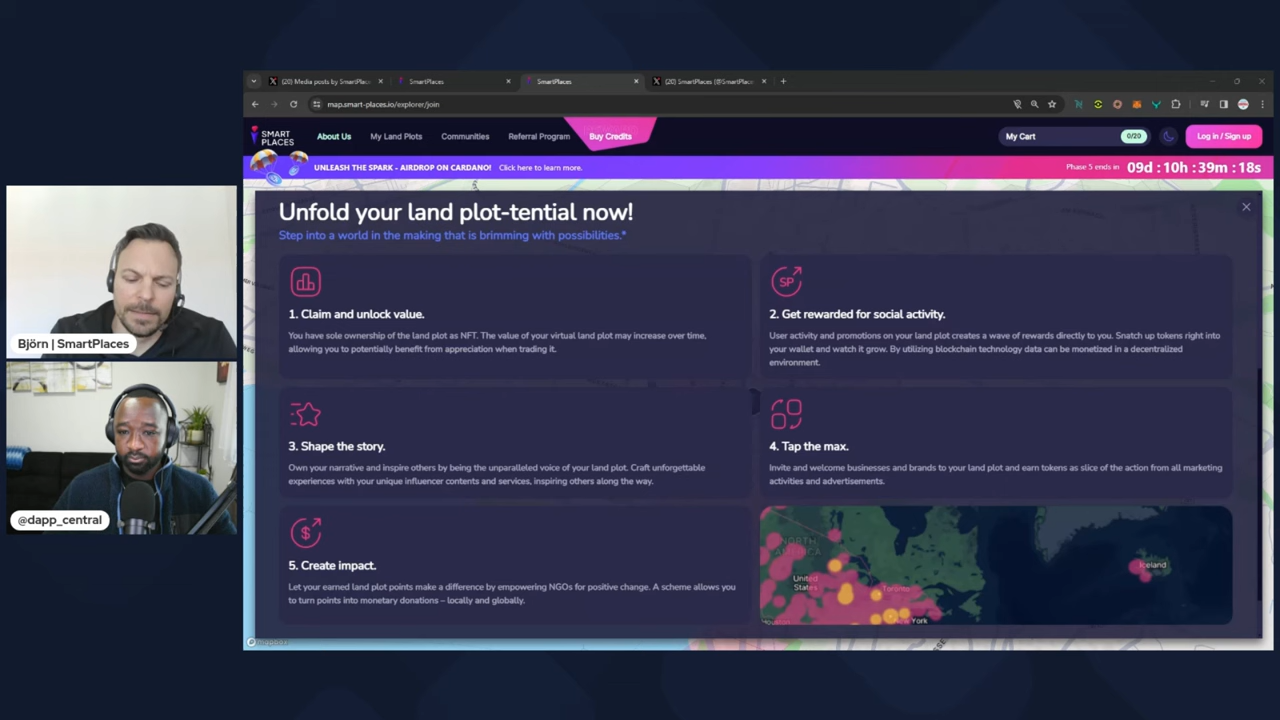 (20) Media posts by SmartPlac
SmartPlaces
SmartPlaces
(20) SmartPlaces (@SmartPlac
map.smart-places.io/explorer/join
SMART
PLACES
About Us
My Land Plots
Communities
Referral Program
Buy Credits
My Cart
0/20
Log in / Sign up
UNLEASH THE SPARK - AIRDROP ON CARDANO!
Click here to learn more.
Phase 5 ends in
09d : 10h : 39m : 18s
Unfold your land plot-tential now!
Step into a world in the making that is brimming with possibilities.*
1. Claim and unlock value.
You have sole ownership of the land plot as NFT. The value of your virtual land plot may increase over time,
allowing you to potentially benefit from appreciation when trading it.
SP
2. Get rewarded for social activity.
User activity and promotions on your land plot creates a wave of rewards directly to you. Snatch up tokens right into
your wallet and watch it grow. By utilizing blockchain technology data can be monetized in a decentralized
environment.
3. Shape the story.
Own your narrative and inspire others by being the unparalleled voice of your land plot. Craft unforgettable
experiences with your unique influencer contents and services, inspiring others along the way.
4. Tap the max.
Invite and welcome businesses and brands to your land plot and earn tokens as slice of the action from all marketing
activities and advertisements.
$
5. Create impact.
Let your earned land plot points make a difference by empowering NGOs for positive change. A scheme allows you
to turn points into monetary donations – locally and globally.
NORTH
AMERICA
United
States
Toronto
New York
Houston
Iceland
Björn | SmartPlaces
@dapp_central